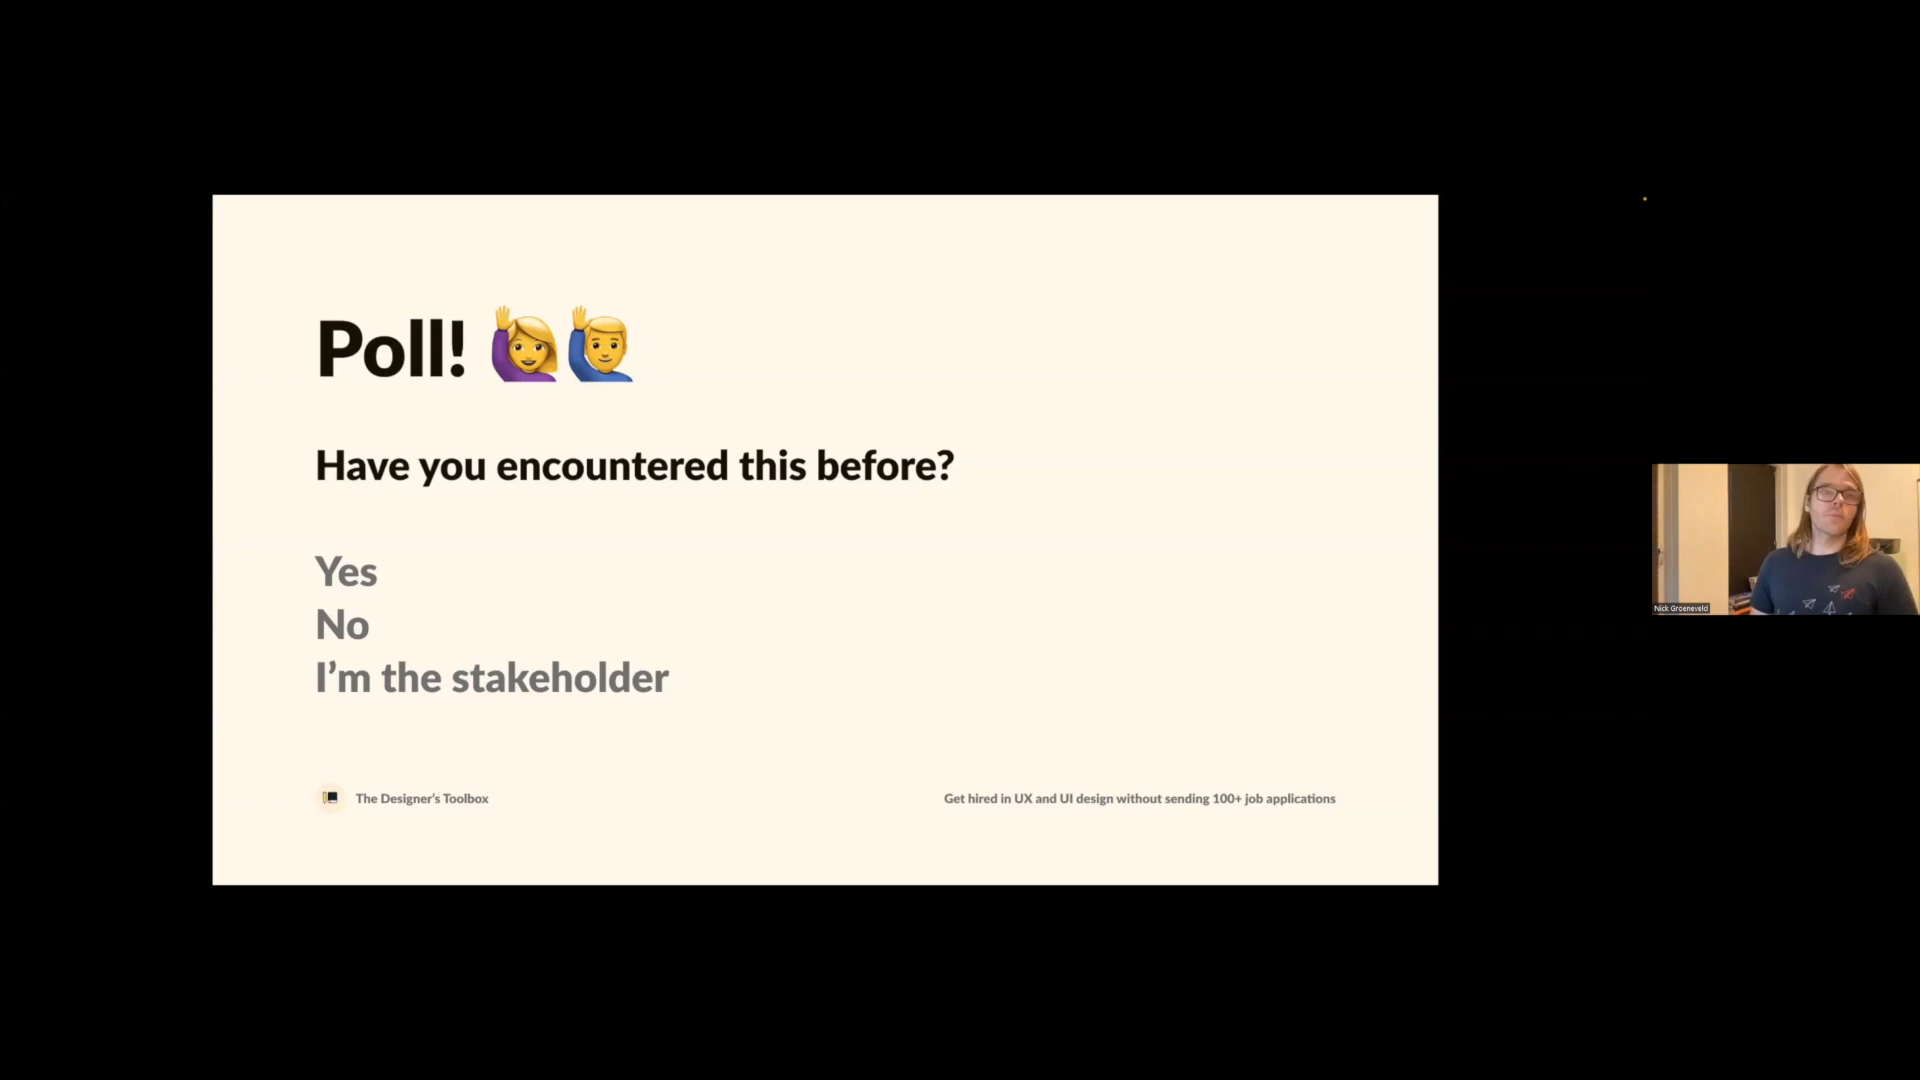 Poll! 🙋‍♀️🙋‍♂️
Have you encountered this before?
Yes
No
I’m the stakeholder
The Designer’s Toolbox
Get hired in UX and UI design without sending 100+ job applications
Nick Groeneveld